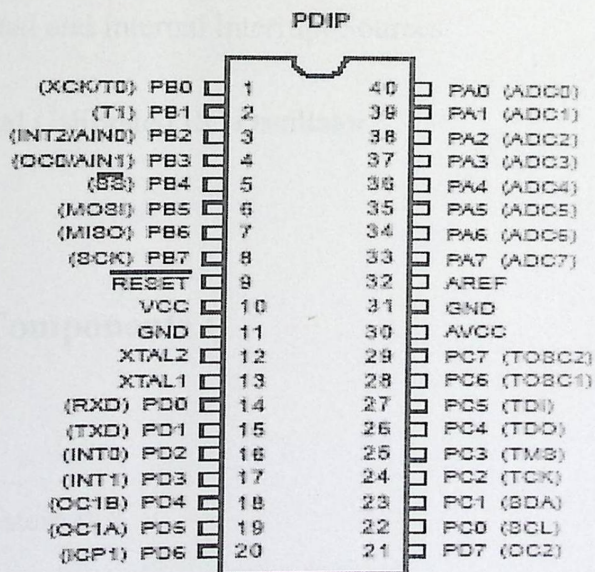 PDIP
(XCK/T0) PB0 1 40 PA0 (ADC0)
(T1) PB1 2 39 PA1 (ADC1)
(INT2/AIN0) PB2 3 38 PA2 (ADC2)
(OC0/AIN1) PB3 4 37 PA3 (ADC3)
(SS) PB4 5 36 PA4 (ADC4)
(MOSI) PB5 6 35 PA5 (ADC5)
(MISO) PB6 7 34 PA6 (ADC6)
(SCK) PB7 8 33 PA7 (ADC7)
RESET 9 32 AREF
VCC 10 31 GND
GND 11 30 AVCC
XTAL2 12 29 PC7 (TOSC2)
XTAL1 13 28 PC6 (TOSC1)
(RXD) PD0 14 27 PC5 (TDI)
(TXD) PD1 15 26 PC4 (TDO)
(INT0) PD2 16 25 PC3 (TMS)
(INT1) PD3 17 24 PC2 (TCK)
(OC1B) PD4 18 23 PC1 (SDA)
(OC1A) PD5 19 22 PC0 (SCL)
(ICP1) PD6 20 21 PD7 (OC2)